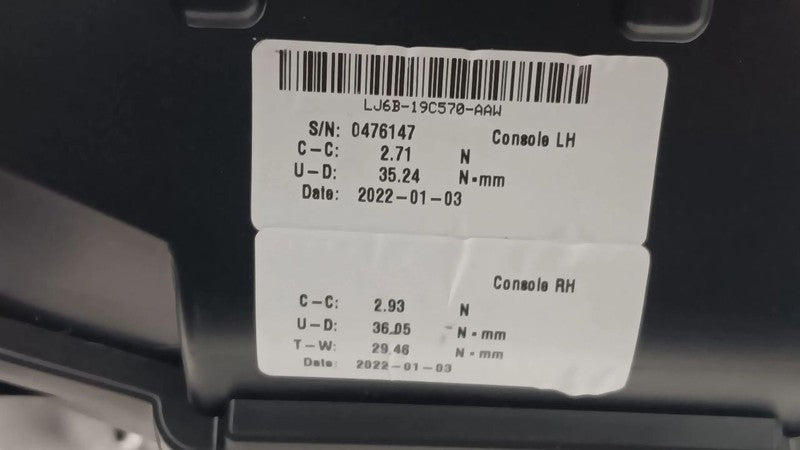 LJ6B-19C570-AAW
S/N: 0476147 Console LH
C-C: 2.71 N
U-D: 35.24 N-mm
Date: 2022-01-03
Console RH
C-C: 2.93 N
U-D: 36.05 N-mm
T-W: 29.46 N-mm
Date: 2022-01-03